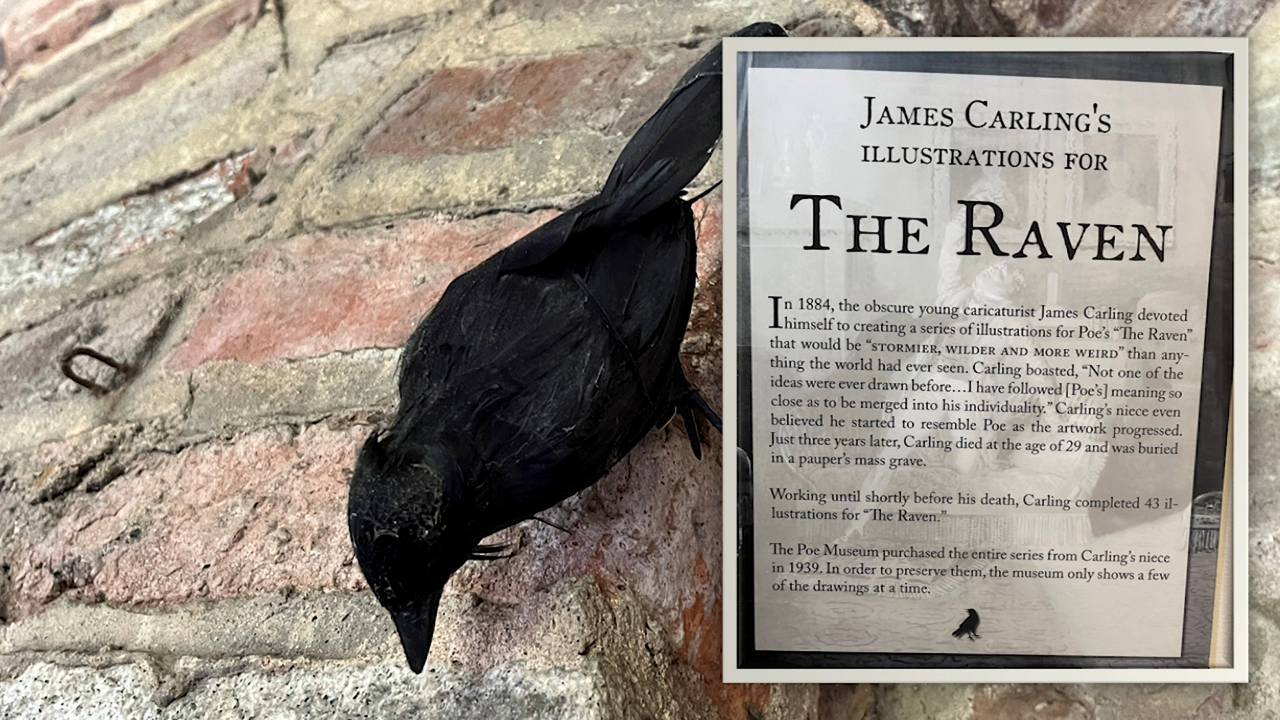 JAMES CARLING'S
ILLUSTRATIONS FOR
THE RAVEN
In 1884, the obscure young caricaturist James Carling devoted
himself to creating a series of illustrations for Poe's “The Raven”
that would be “STORMIER, WILDER AND MORE WEIRD” than any-
thing the world had ever seen. Carling boasted, “Not one of the
ideas were ever drawn before…I have followed [Poe's] meaning so
close as to be merged into his individuality.” Carling's niece even
believed he started to resemble Poe as the artwork progressed.
Just three years later, Carling died at the age of 29 and was buried
in a pauper's mass grave.
Working until shortly before his death, Carling completed 43 il-
lustrations for “The Raven.”
The Poe Museum purchased the entire series from Carling's niece
in 1939. In order to preserve them, the museum only shows a few
of the drawings at a time.